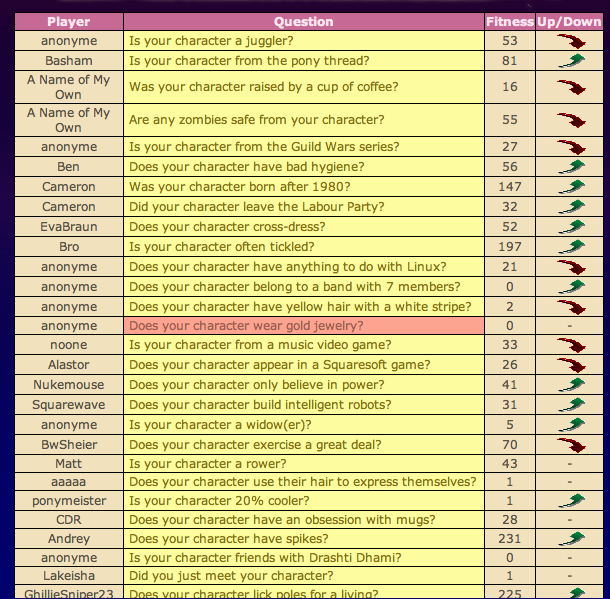 Player Question Fitness Up/Down
anonyme Is your character a juggler? 53
Basham Is your character from the pony thread? 81
A Name of My
Own Was your character raised by a cup of coffee? 16
A Name of My
Own Are any zombies safe from your character? 55
anonyme Is your character from the Guild Wars series? 27
Ben Does your character have bad hygiene? 56
Cameron Was your character born after 1980? 147
Cameron Did your character leave the Labour Party? 32
EvaBraun Does your character cross-dress? 52
Bro Is your character often tickled? 197
anonyme Does your character have anything to do with Linux? 21
anonyme Does your character belong to a band with 7 members? 0
anonyme Does your character have yellow hair with a white stripe? 2
anonyme Does your character wear gold jewelry? 0 -
noone Is your character from a music video game? 33
Alastor Does your character appear in a Squaresoft game? 26
Nukemouse Does your character only believe in power? 41
Squarewave Does your character build intelligent robots? 31
anonyme Is your character a widow(er)? 5
BwSheier Does your character exercise a great deal? 70
Matt Is your character a rower? 43 -
aaaaa Does your character use their hair to express themselves? 1 -
ponymeister Is your character 20% cooler? 1
CDR Does your character have an obsession with mugs? 28 -
Andrey Does your character have spikes? 231
anonyme Is your character friends with Drashti Dhami? 0 -
Lakeisha Did you just meet your character? 1 -
GhillieSniper23 Does your character lick poles for a living? 225